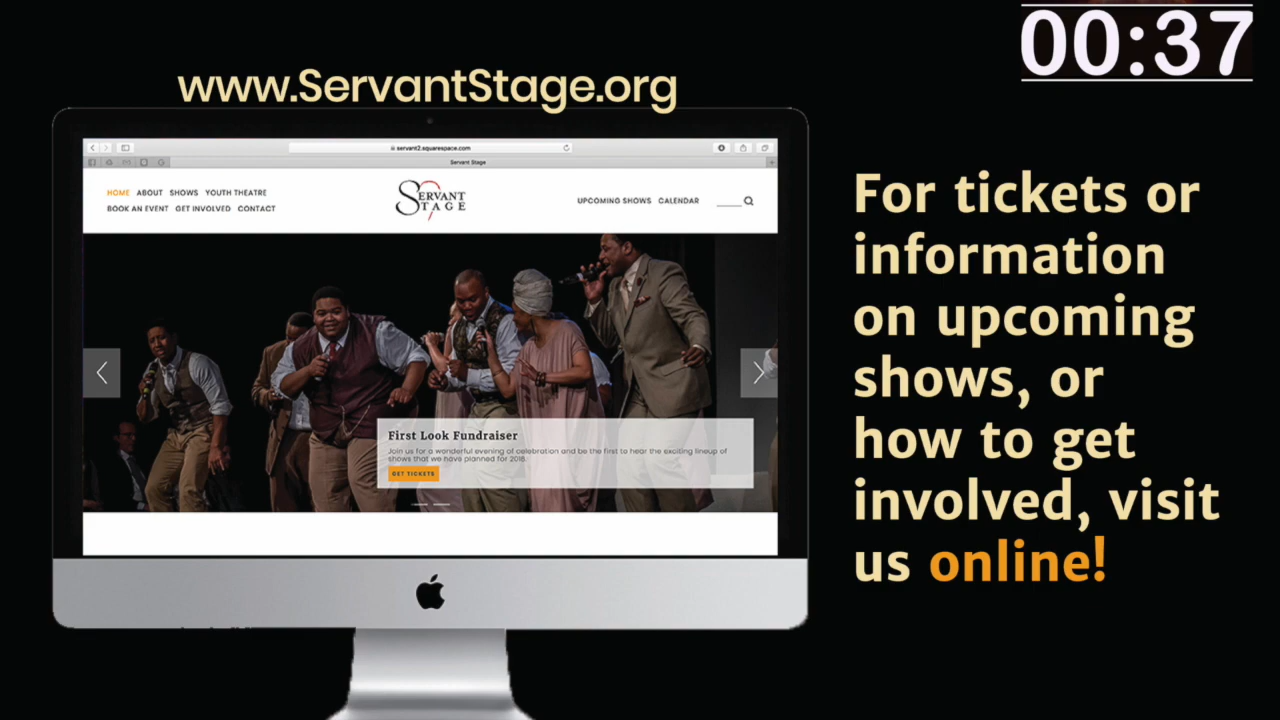 00:37
www.ServantStage.org
servant2.squarespace.com
Servant Stage
HOME ABOUT SHOWS YOUTH THEATRE
BOOK AN EVENT GET INVOLVED CONTACT
SERVANT
STAGE
UPCOMING SHOWS CALENDAR
First Look Fundraiser
Join us for a wonderful evening of celebration and be the first to hear the exciting lineup of
shows that we have planned for 2018.
GET TICKETS
For tickets or
information
on upcoming
shows, or
how to get
involved, visit
us online!